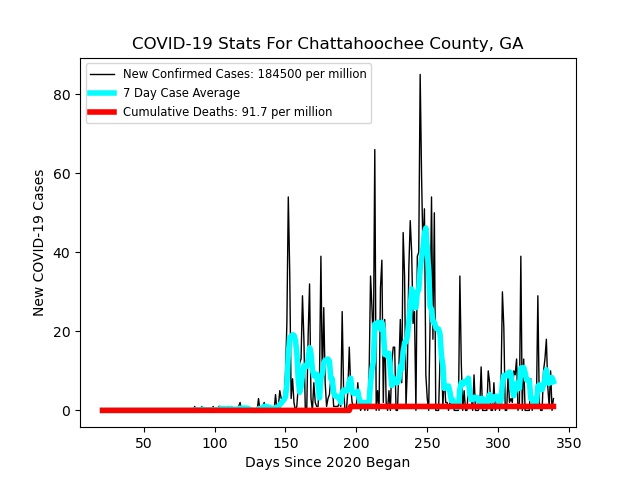 COVID-19 Stats For Chattahoochee County, GA
New Confirmed Cases: 184500 per million
7 Day Case Average
Cumulative Deaths: 91.7 per million
New COVID-19 Cases
80
60
40
20
0
50 100 150 200 250 300 350
Days Since 2020 Began